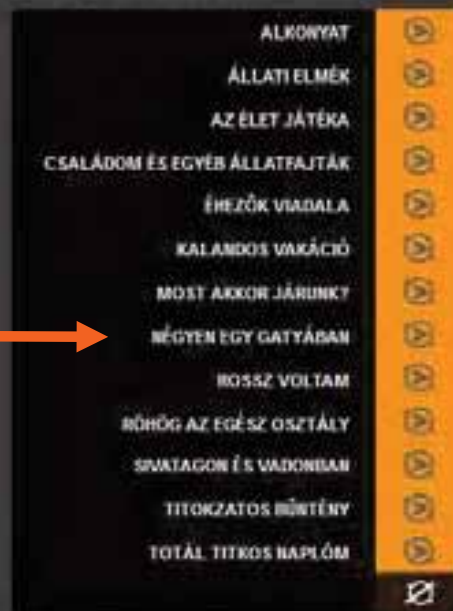 ALKONYAT
ÁLLATI ELMÉK
AZ ÉLET JÁTÉKA
CSALÁDOM ÉS EGYÉB ÁLLATFAJTÁK
ÉHEZŐK VIADALA
KALANDOS VAKÁCIÓ
MOST AKKOR JÁRUNK?
NÉGYEN EGY GATYÁBAN
ROSSZ VOLTAM
RÖHÖG AZ EGÉSZ OSZTÁLY
SIVATAGON ÉS VADONBAN
TITOKZATOS BŰNTÉNY
TOTÁL TITKOS NAPLÓM